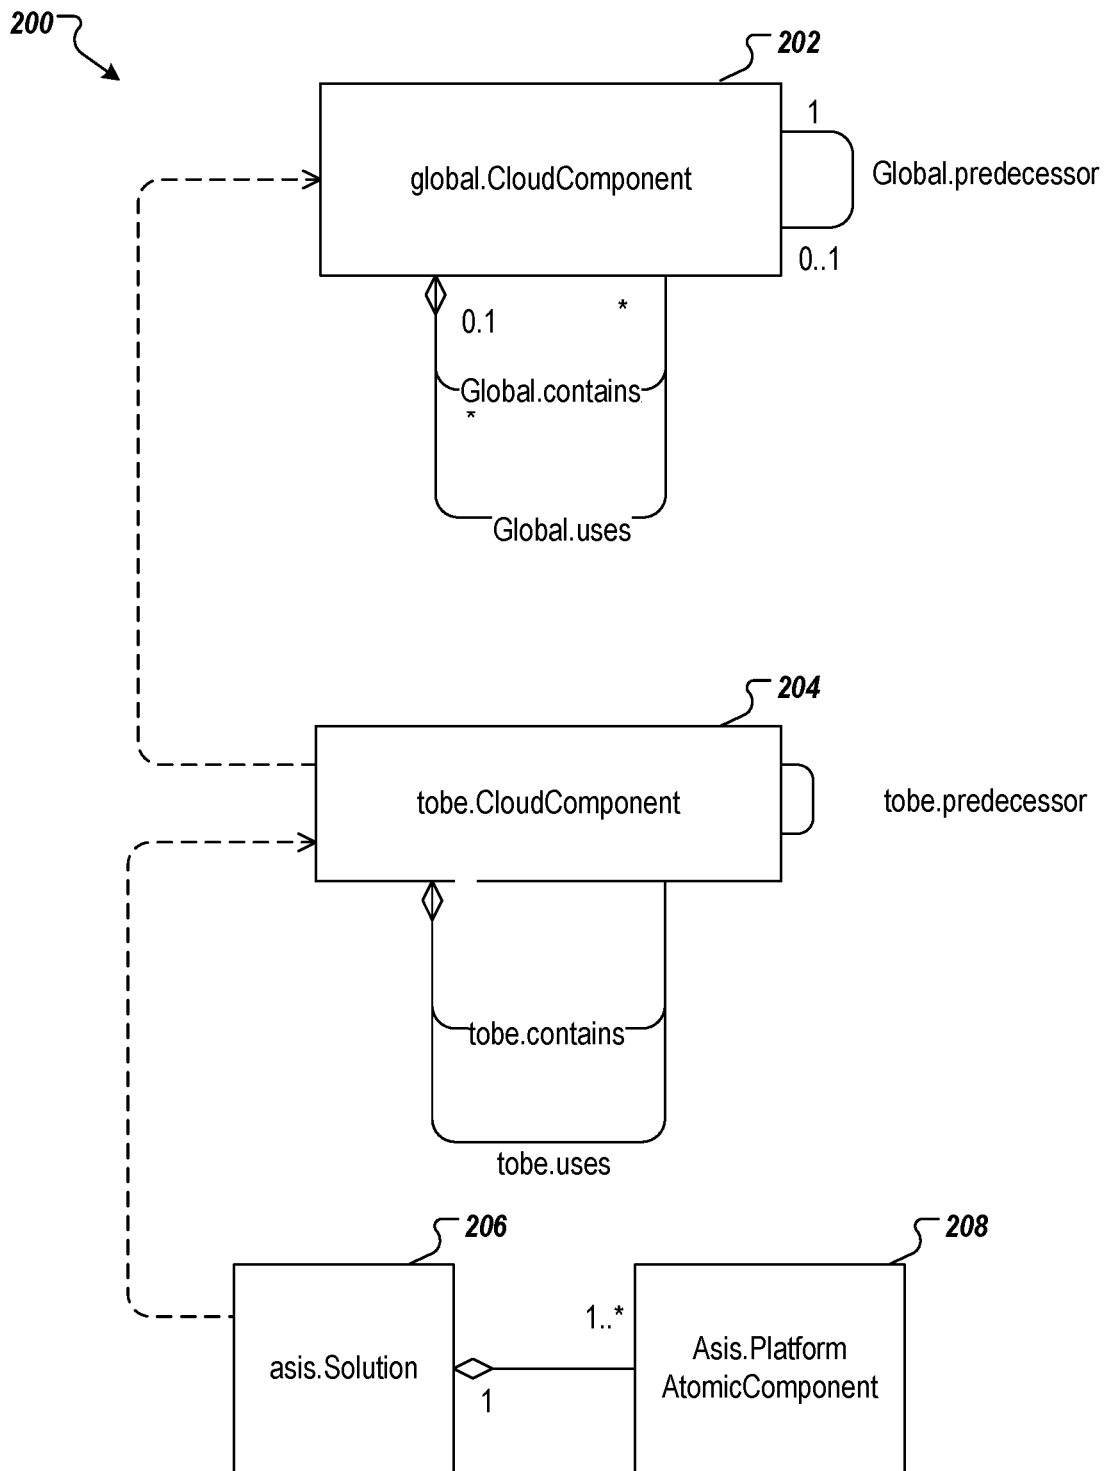 200
202
1
global.CloudComponent
Global.predecessor
0..1
0.1
*
Global.contains
*
Global.uses
204
tobe.CloudComponent
tobe.predecessor
tobe.contains
tobe.uses
206
208
1..*
asis.Solution
Asis.Platform
AtomicComponent
1